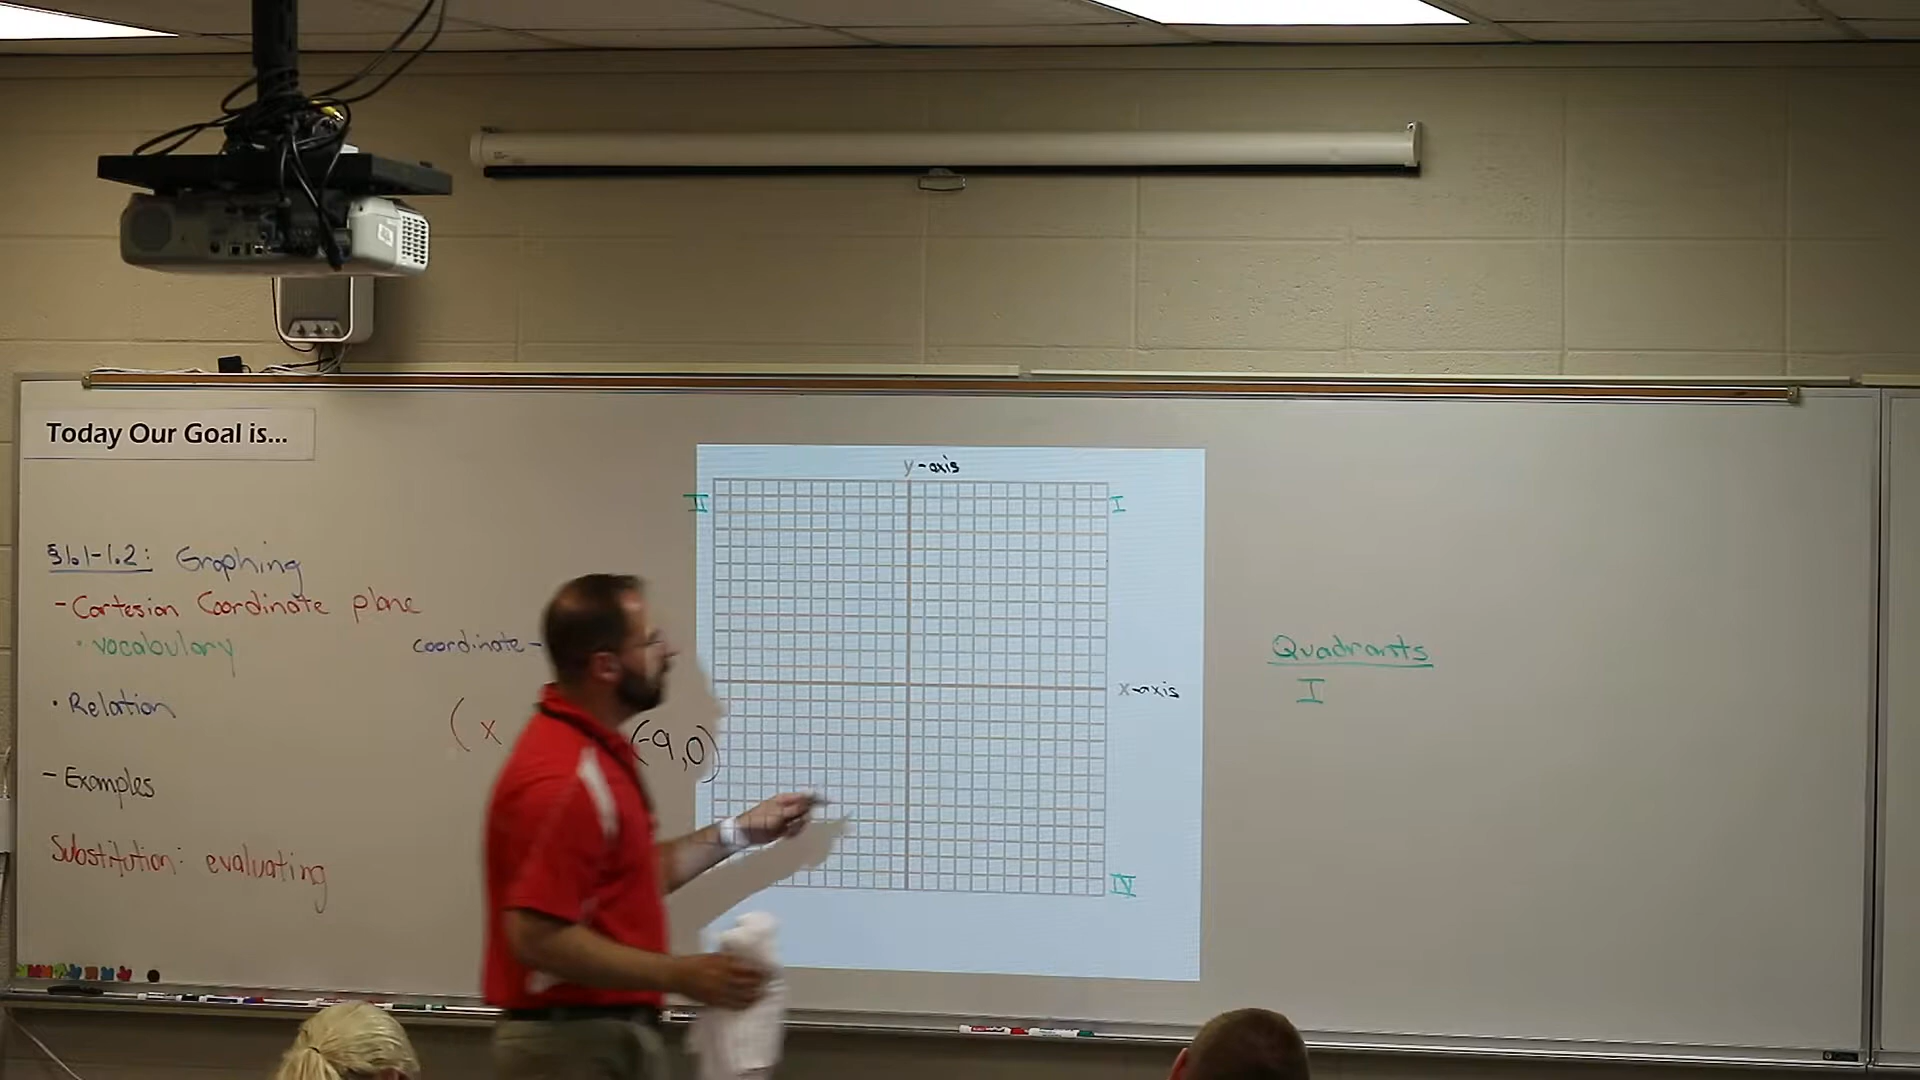 Today Our Goal is...
§1.1-1.2: Graphing
- Cartesian Coordinate plane
• vocabulary
• Relation
- Examples
Substitution: evaluating
coordinate -
( x
(-9,0)
y-axis
II
I
x-axis
IV
Quadrants
I